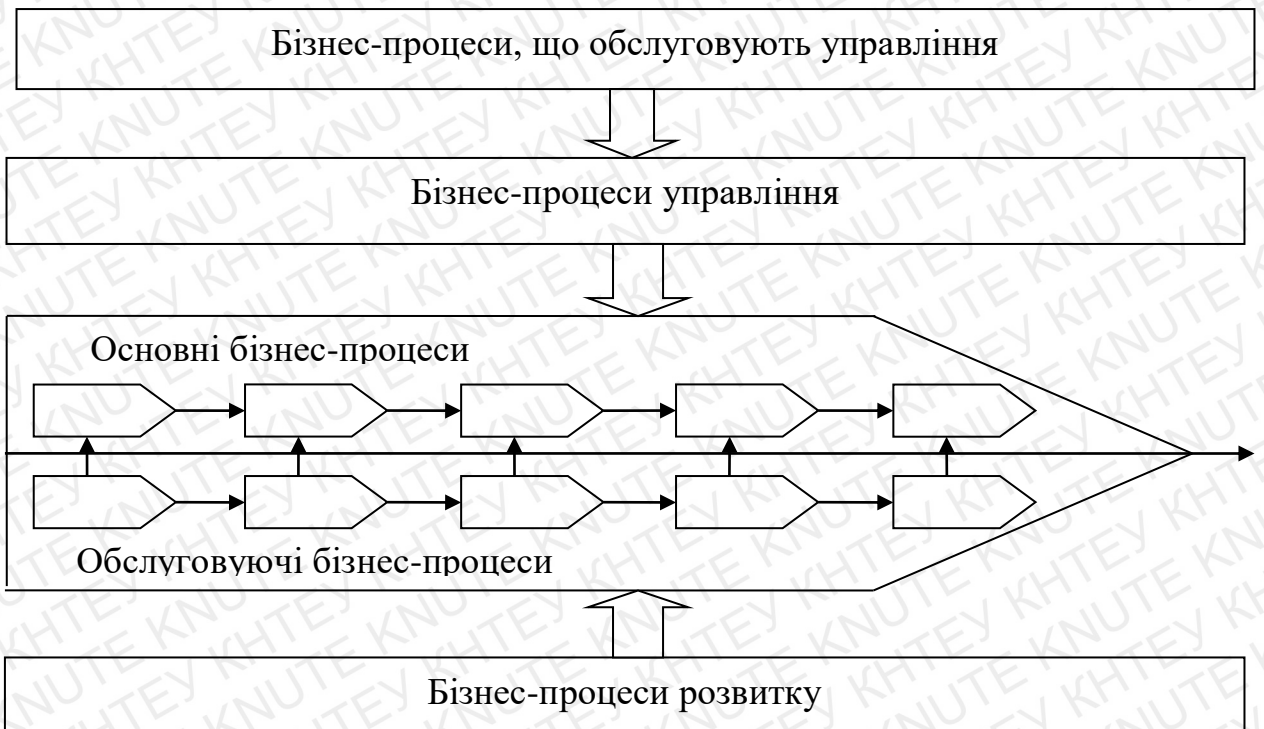 Бізнес-процеси, що обслуговують управління
Бізнес-процеси управління
Основні бізнес-процеси
Обслуговуючі бізнес-процеси
Бізнес-процеси розвитку